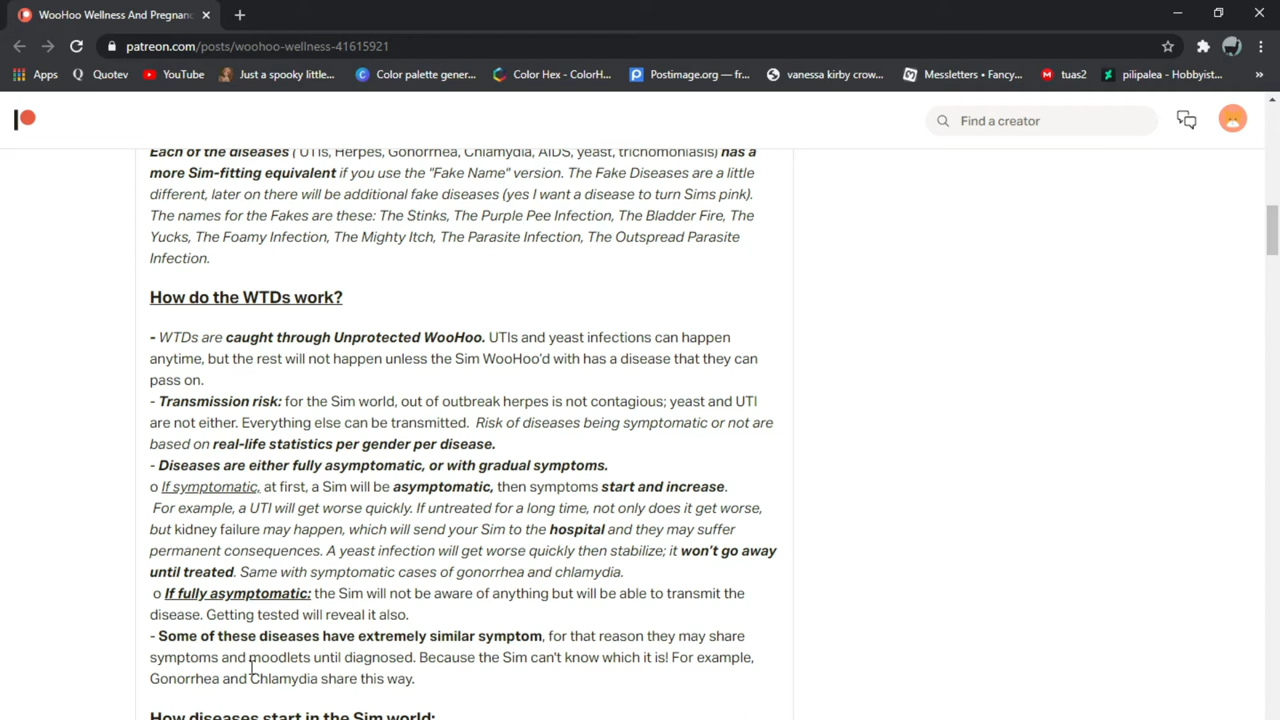 WooHoo Wellness And Pregnanc
patreon.com/posts/woohoo-wellness-41615921
Apps
Quotev
YouTube
Just a spooky little...
Color palette gener...
Color Hex - ColorH...
Postimage.org — fr...
vanessa kirby crow...
Messletters • Fancy...
tuas2
pilipalea - Hobbyist...
Find a creator
Each of the diseases ( UTIs, Herpes, Gonorrhea, Chlamydia, AIDS, yeast, trichomoniasis) has a
more Sim-fitting equivalent if you use the "Fake Name" version. The Fake Diseases are a little
different, later on there will be additional fake diseases (yes I want a disease to turn Sims pink).
The names for the Fakes are these: The Stinks, The Purple Pee Infection, The Bladder Fire, The
Yucks, The Foamy Infection, The Mighty Itch, The Parasite Infection, The Outspread Parasite
Infection.
How do the WTDs work?
- WTDs are caught through Unprotected WooHoo. UTIs and yeast infections can happen
anytime, but the rest will not happen unless the Sim WooHoo'd with has a disease that they can
pass on.
- Transmission risk: for the Sim world, out of outbreak herpes is not contagious; yeast and UTI
are not either. Everything else can be transmitted. Risk of diseases being symptomatic or not are
based on real-life statistics per gender per disease.
- Diseases are either fully asymptomatic, or with gradual symptoms.
o If symptomatic, at first, a Sim will be asymptomatic, then symptoms start and increase.
For example, a UTI will get worse quickly. If untreated for a long time, not only does it get worse,
but kidney failure may happen, which will send your Sim to the hospital and they may suffer
permanent consequences. A yeast infection will get worse quickly then stabilize; it won't go away
until treated. Same with symptomatic cases of gonorrhea and chlamydia.
o If fully asymptomatic: the Sim will not be aware of anything but will be able to transmit the
disease. Getting tested will reveal it also.
- Some of these diseases have extremely similar symptom, for that reason they may share
symptoms and moodlets until diagnosed. Because the Sim can't know which it is! For example,
Gonorrhea and Chlamydia share this way.
How diseases start in the Sim world: